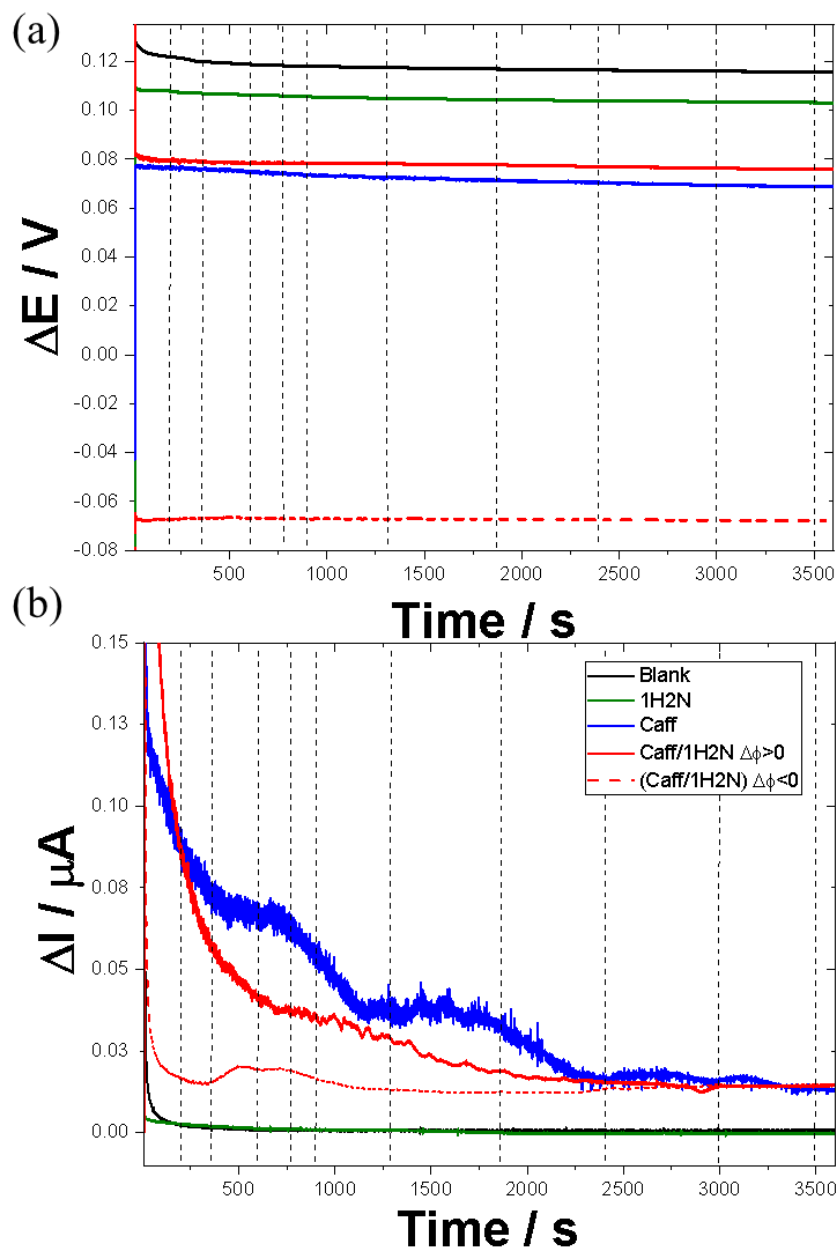 (a)
0.12
0.10
0.08
0.06
0.04
0.02
0.00
-0.02
-0.04
-0.06
-0.08
ΔE / V
500 1000 1500 2000 2500 3000 3500
Time / s
(b)
0.15
0.13
0.10
0.08
0.05
0.03
0.00
ΔI / μA
Blank
1H2N
Caff
Caff/1H2N Δϕ>0
(Caff/1H2N) Δϕ<0
500 1000 1500 2000 2500 3000 3500
Time / s